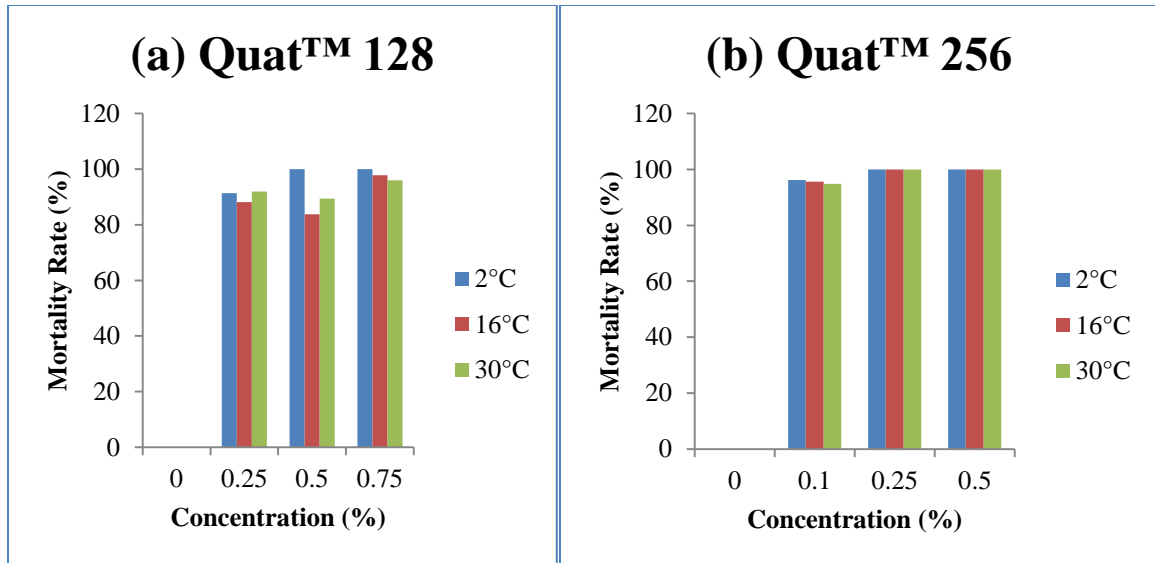 (a) Quat™ 128
120
100
80
60
40
20
0
Mortality Rate (%)
0 0.25 0.5 0.75
Concentration (%)
2°C
16°C
30°C
(b) Quat™ 256
120
100
80
60
40
20
0
Mortality Rate (%)
0 0.1 0.25 0.5
Concentration (%)
2°C
16°C
30°C